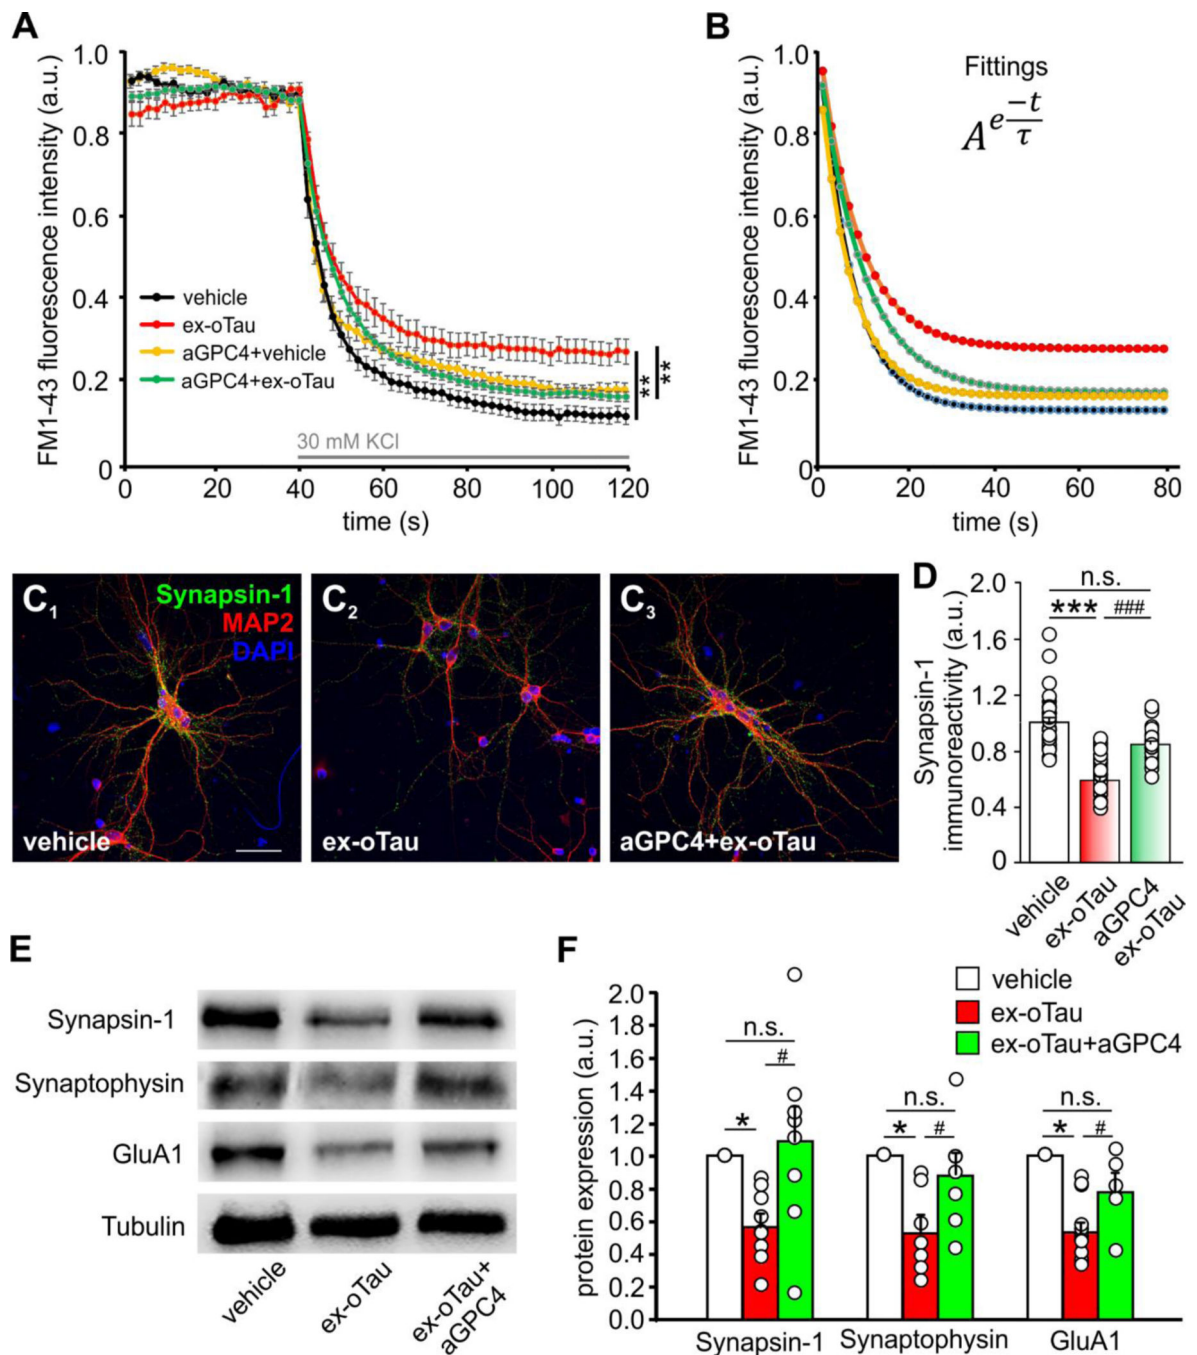 A
FM1-43 fluorescence intensity (a.u.)
1.0
0.8
0.6
0.4
0.2
0
vehicle
ex-oTau
aGPC4+vehicle
aGPC4+ex-oTau
**
**
30 mM KCl
0 20 40 60 80 100 120
time (s)
B
FM1-43 fluorescence intensity (a.u.)
1.0
0.8
0.6
0.4
0.2
0
Fittings
Ae -t/τ
0 20 40 60 80
time (s)
C1
Synapsin-1
MAP2
DAPI
vehicle
C2
ex-oTau
C3
aGPC4+ex-oTau
D
Synapsin-1
immunoreactivity (a.u.)
2.0
1.6
1.2
0.8
0.4
0
n.s.
*** ###
vehicle
ex-oTau
aGPC4
ex-oTau
E
Synapsin-1
Synaptophysin
GluA1
Tubulin
vehicle
ex-oTau
ex-oTau+
aGPC4
F
vehicle
ex-oTau
ex-oTau+aGPC4
protein expression (a.u.)
2.0
1.8
1.6
1.4
1.2
1.0
0.8
0.6
0.4
0.2
0.0
n.s.
* #
n.s.
* #
n.s.
* #
Synapsin-1 Synaptophysin GluA1